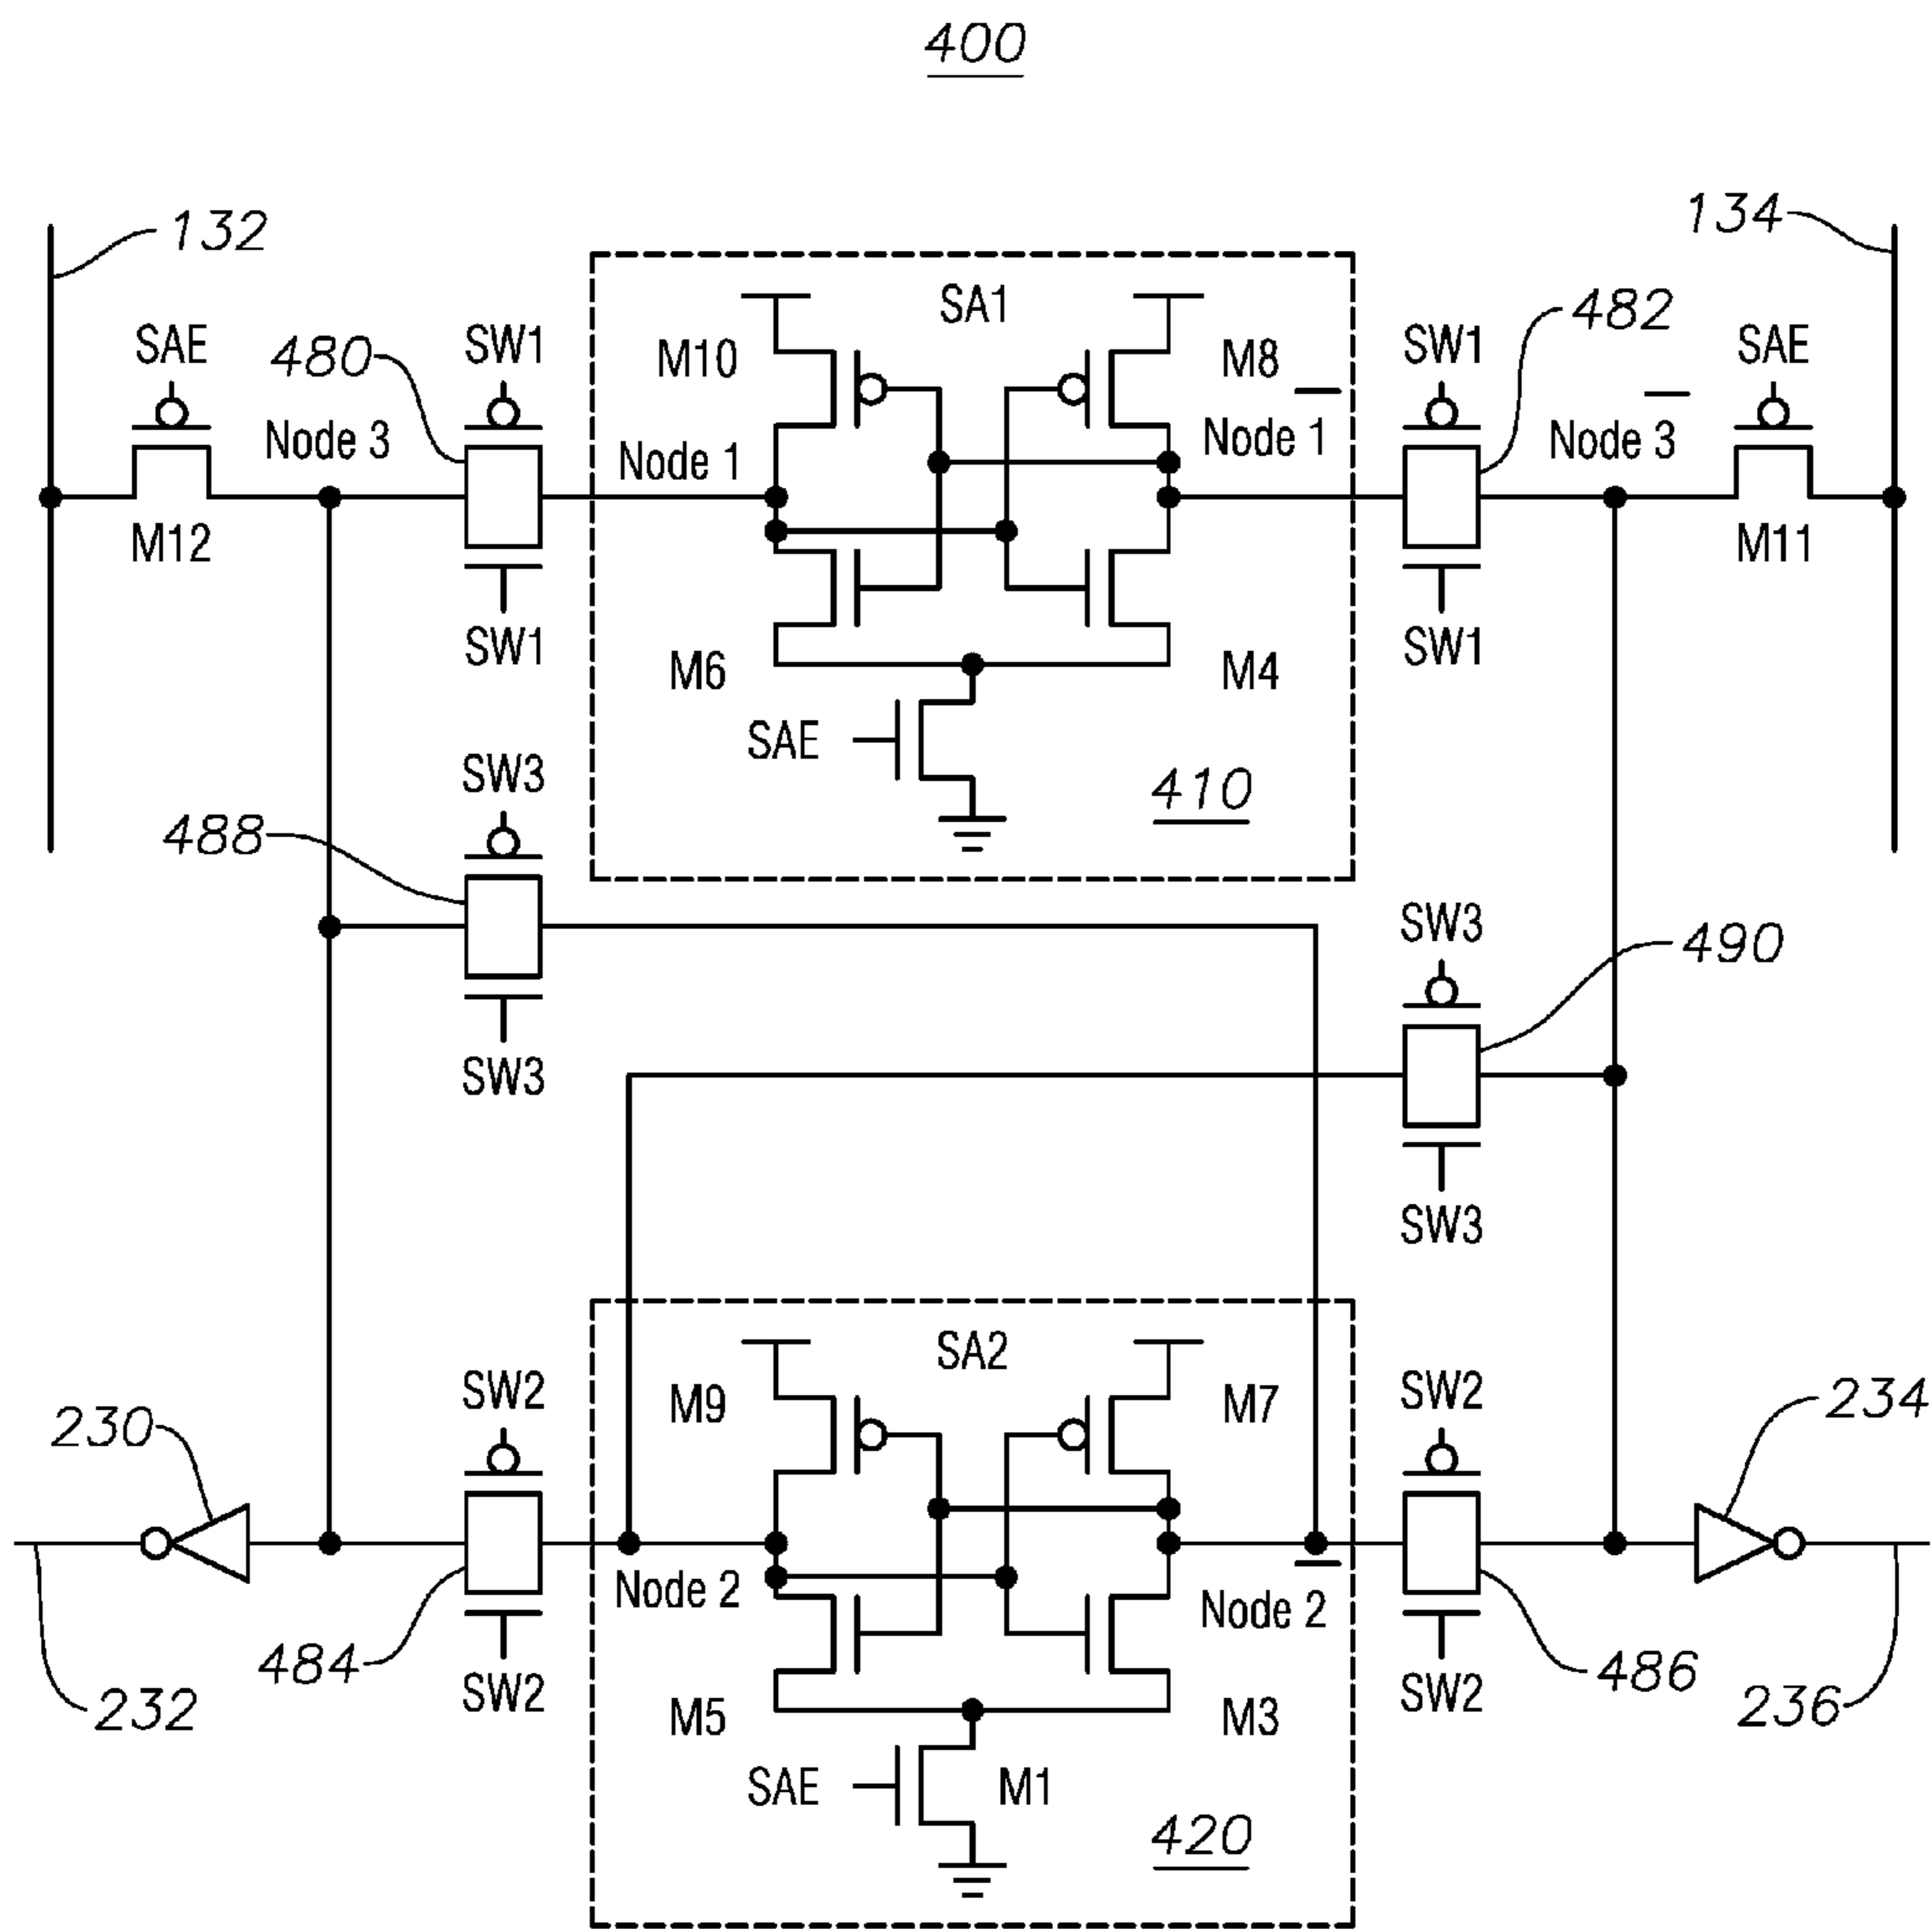 400
132
134
SAE
480
SW1
SA1
M10
M8
SW1
482
SAE
Node 3
Node 1
Node 1
Node 3
M12
M11
SW1
M6
M4
SW1
SAE
410
SW3
488
SW3
490
SW3
SW3
SA2
SW2
M9
M7
SW2
230
234
Node 2
Node 2
484
SW2
M5
M3
SW2
486
232
236
SAE
M1
420